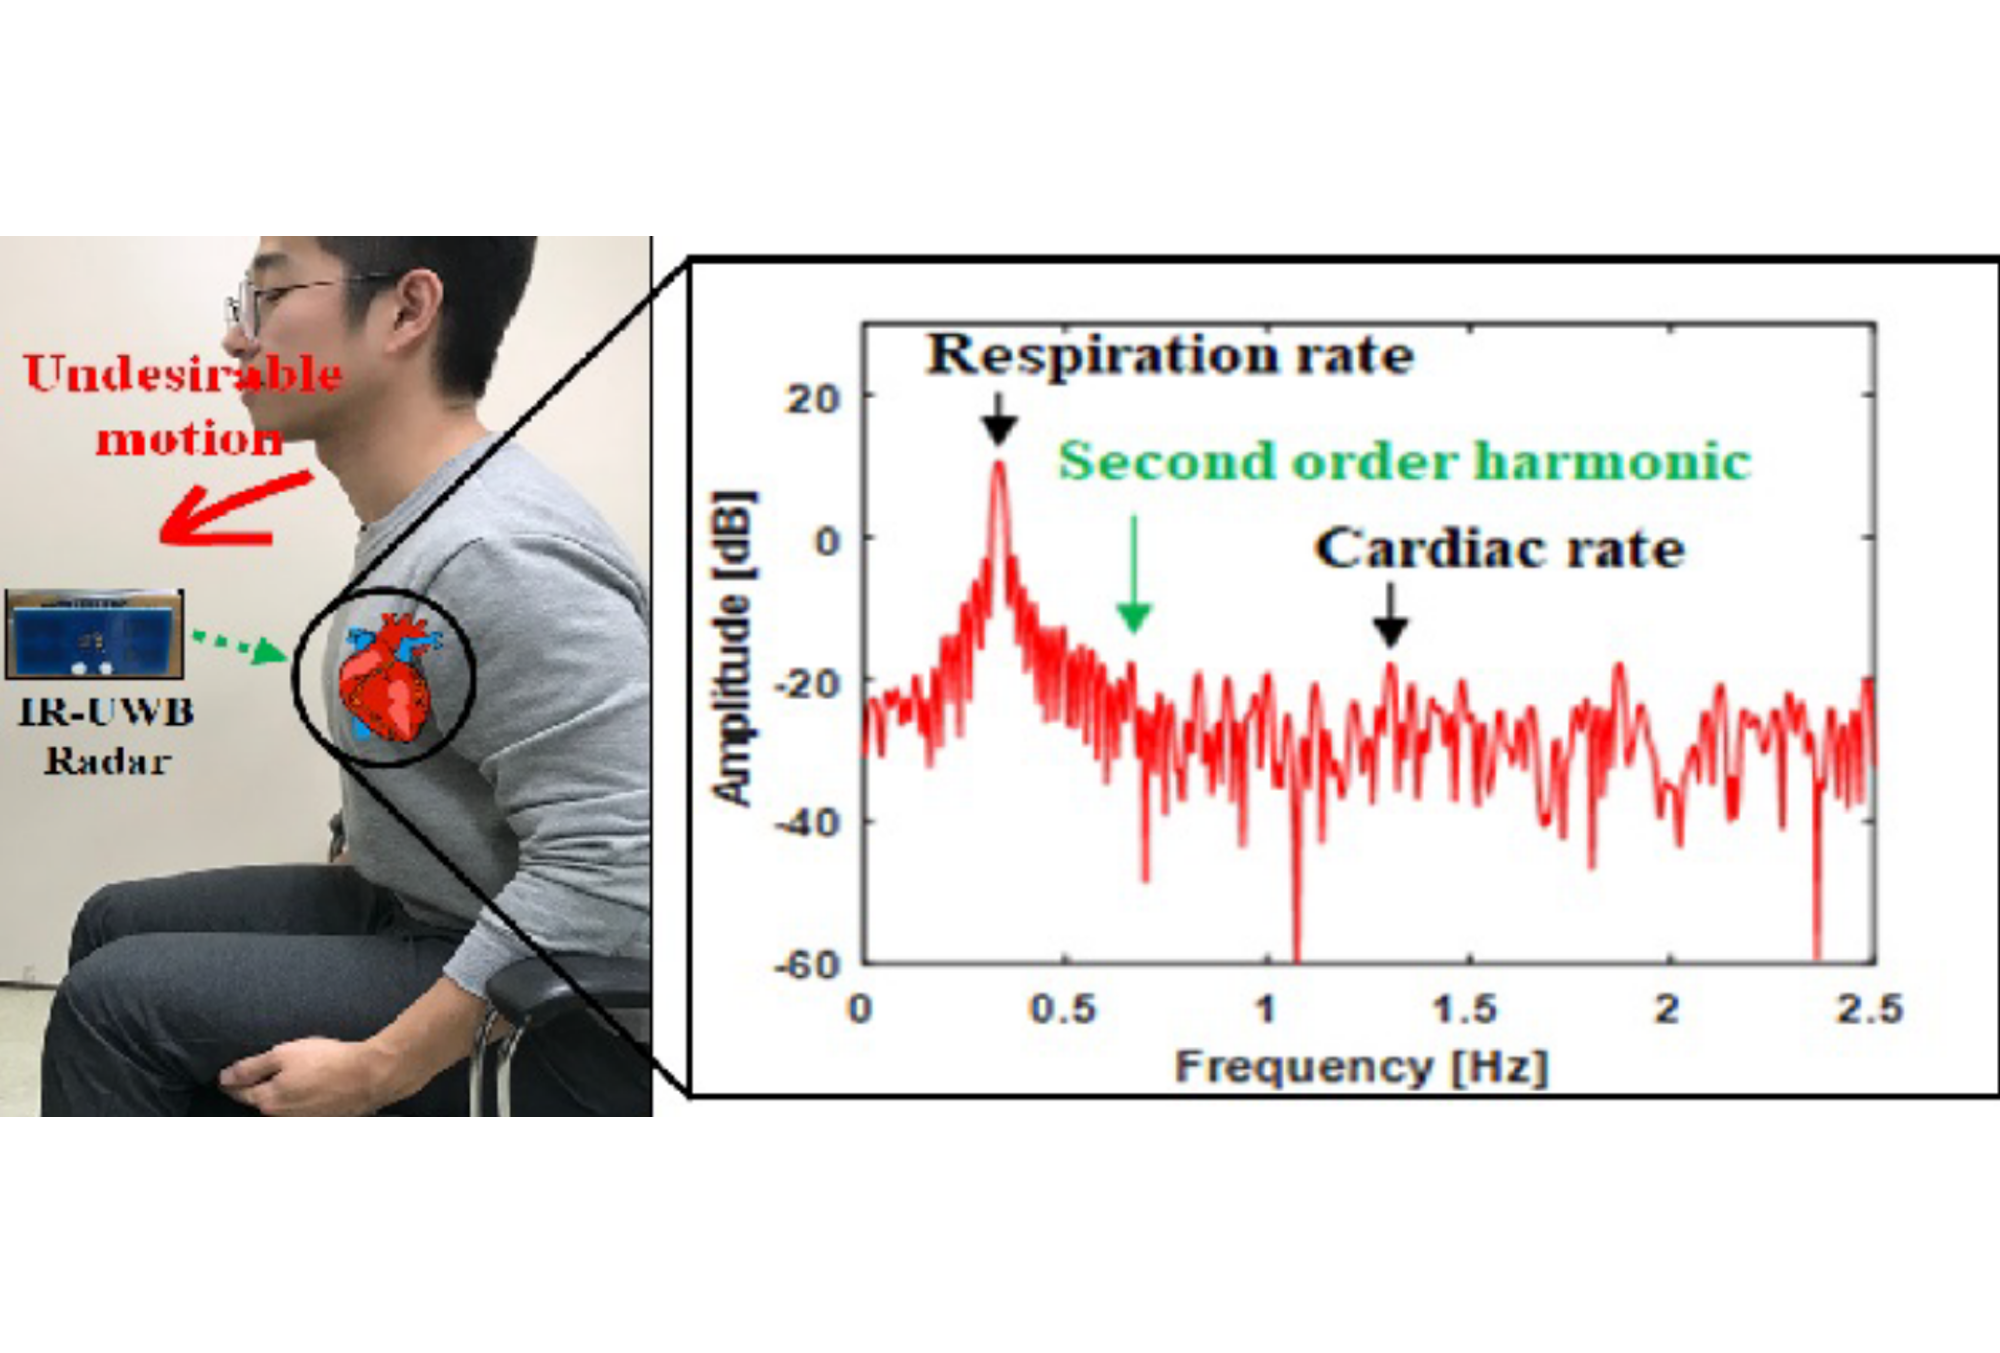 Undesirable
motion
IR-UWB
Radar
Respiration rate
Second order harmonic
Cardiac rate
Amplitude [dB]
20
0
-20
-40
-60
0 0.5 1 1.5 2 2.5
Frequency [Hz]